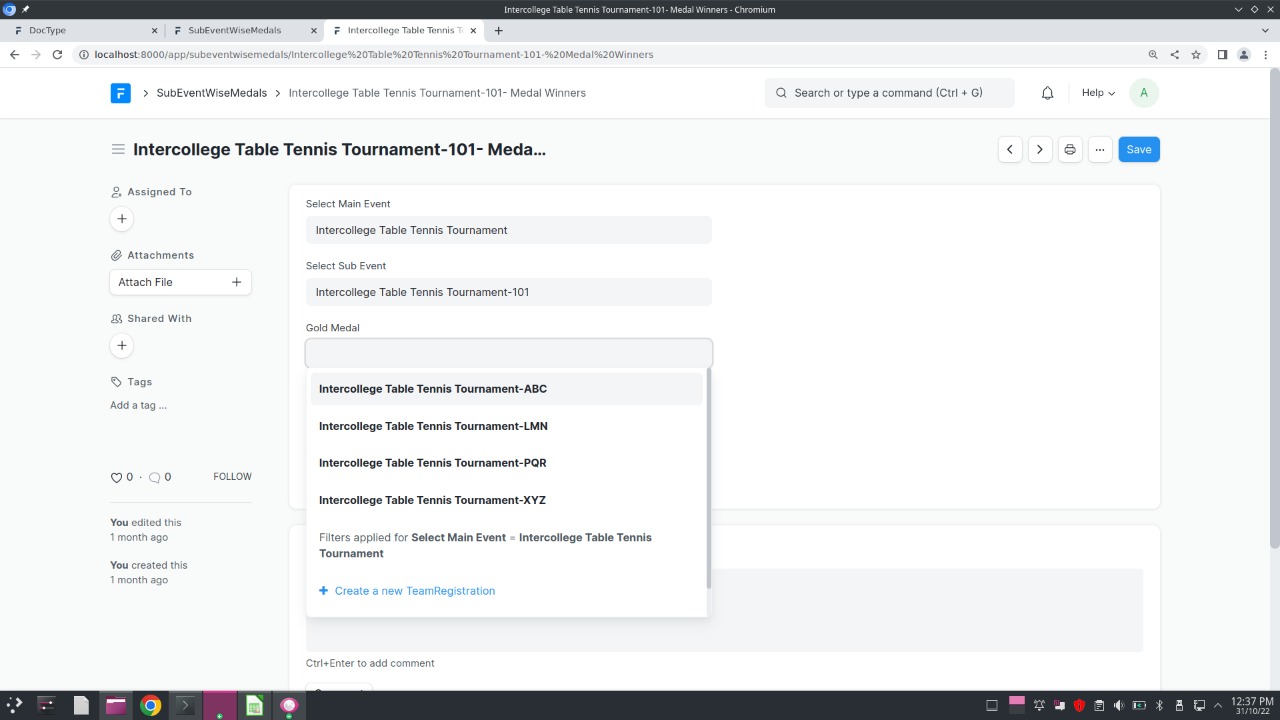 Intercollege Table Tennis Tournament-101- Medal Winners - Chromium
DocType
SubEventWiseMedals
Intercollege Table Tennis T
localhost:8000/app/subeventwisemedals/Intercollege%20Table%20Tennis%20Tournament-101-%20Medal%20Winners
SubEventWiseMedals
Intercollege Table Tennis Tournament-101- Medal Winners
Search or type a command (Ctrl + G)
Help
A
Intercollege Table Tennis Tournament-101- Meda...
Save
Assigned To
Attachments
Attach File
Shared With
Tags
Add a tag ...
0 · 0
FOLLOW
You edited this
1 month ago
You created this
1 month ago
Select Main Event
Intercollege Table Tennis Tournament
Select Sub Event
Intercollege Table Tennis Tournament-101
Gold Medal
Intercollege Table Tennis Tournament-ABC
Intercollege Table Tennis Tournament-LMN
Intercollege Table Tennis Tournament-PQR
Intercollege Table Tennis Tournament-XYZ
Filters applied for Select Main Event = Intercollege Table Tennis
Tournament
+ Create a new TeamRegistration
Ctrl+Enter to add comment
12:37 PM
31/10/22